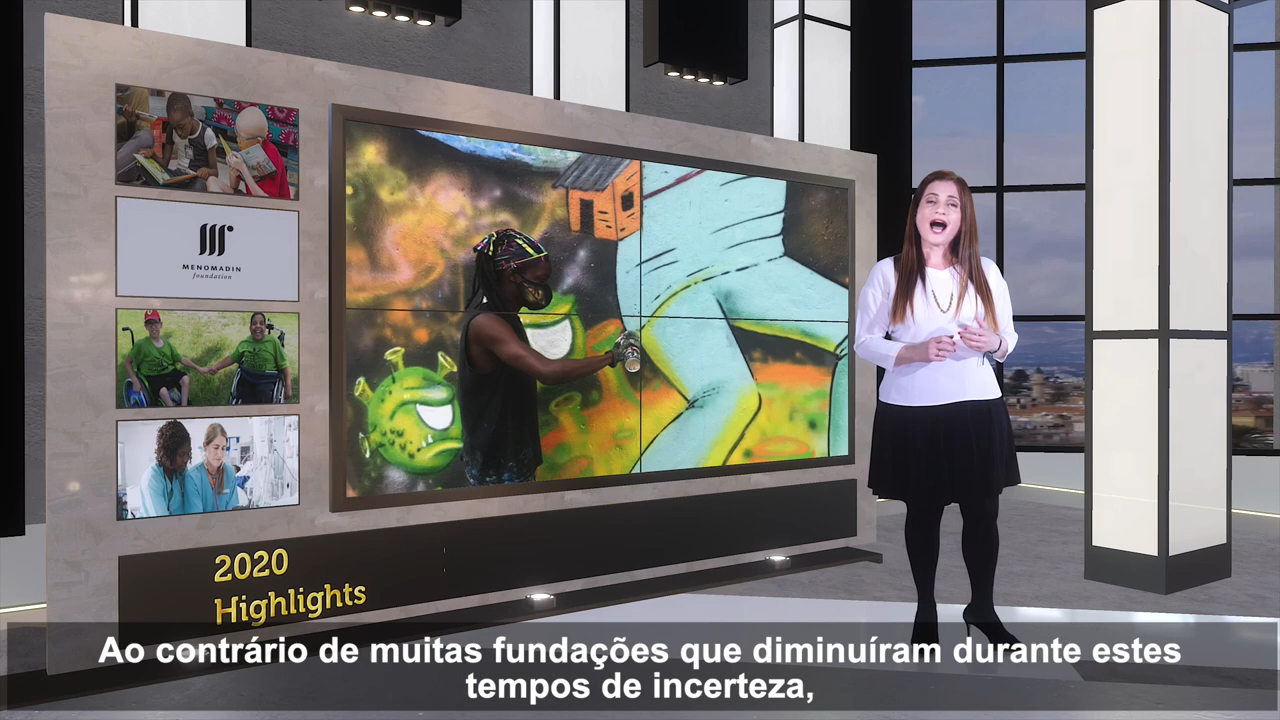 MENOMADIN
foundation
2020
Highlights
Ao contrário de muitas fundações que diminuíram durante estes
tempos de incerteza,